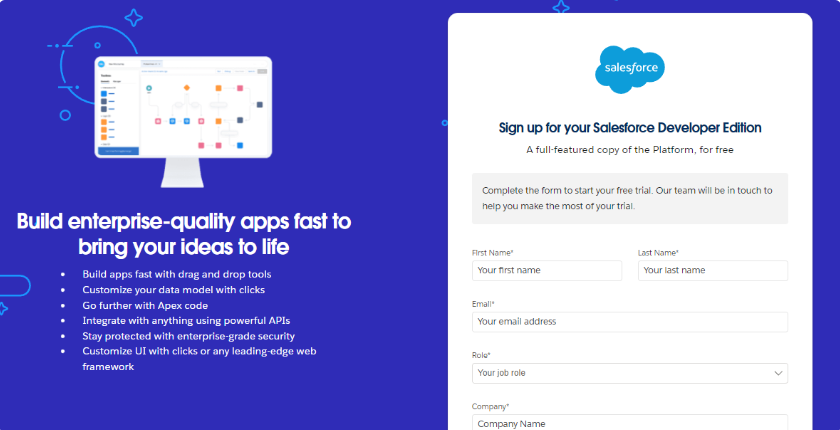 Build enterprise-quality apps fast to
bring your ideas to life
Build apps fast with drag and drop tools
Customize your data model with clicks
Go further with Apex code
Integrate with anything using powerful APIs
Stay protected with enterprise-grade security
Customize UI with clicks or any leading-edge web
framework
salesforce
Sign up for your Salesforce Developer Edition
A full-featured copy of the Platform, for free
Complete the form to start your free trial. Our team will be in touch to
help you make the most of your trial.
First Name* Last Name*
Your first name Your last name
Email*
Your email address
Role*
Your job role
Company*
Company Name